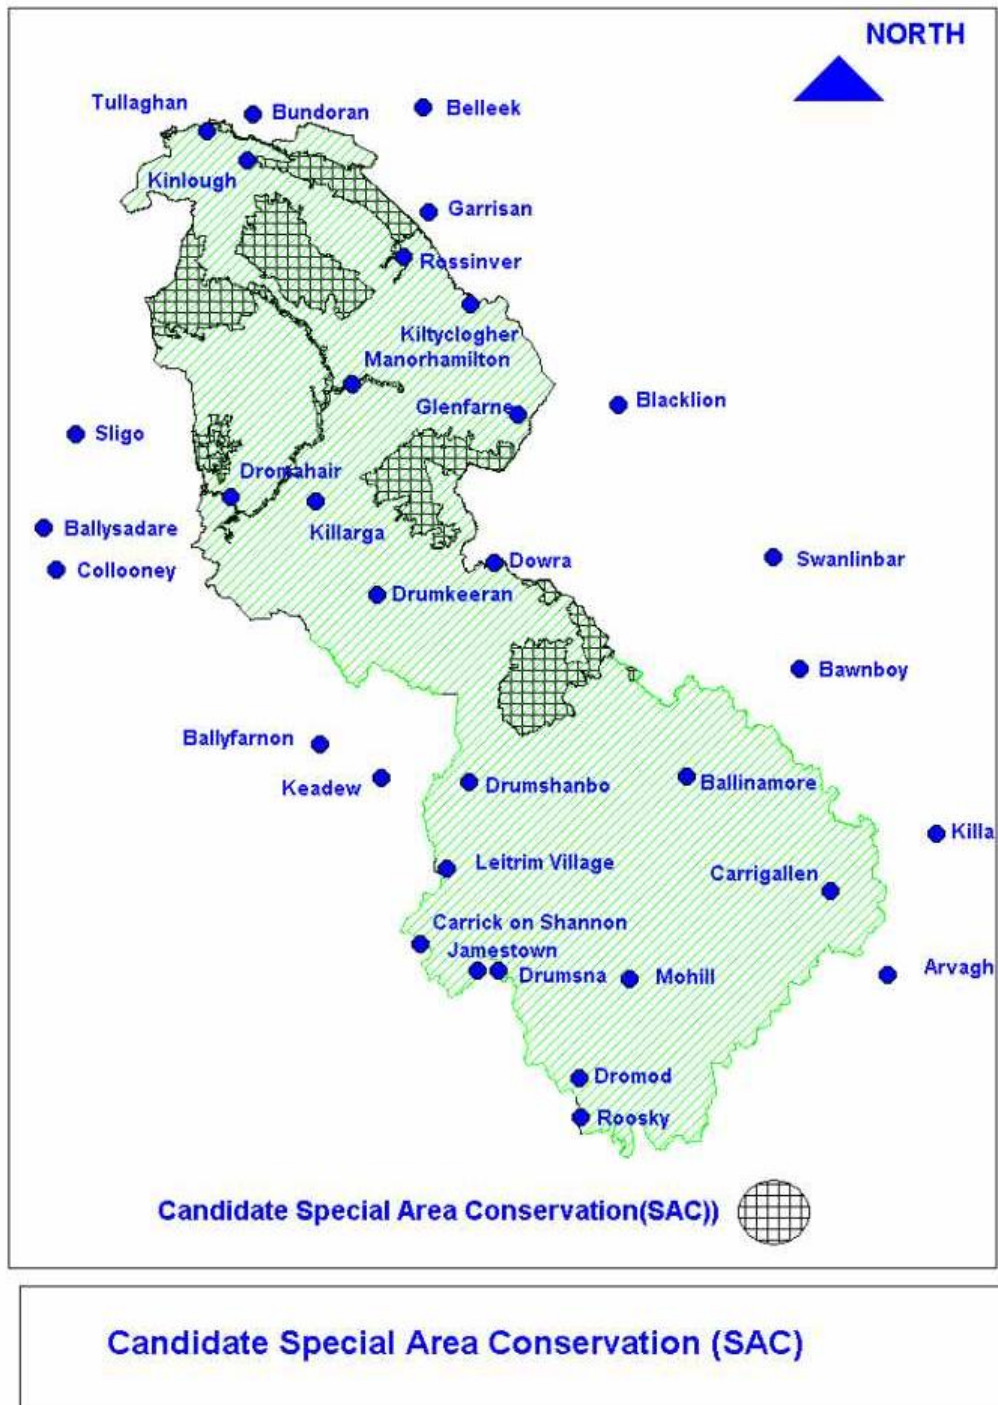 NORTH
Tullaghan
Bundoran
Belleek
Kinlough
Garrisan
Rossinver
Kiltyclogher
Manorhamilton
Glenfarne
Blacklion
Sligo
Dromahair
Ballysadare
Killarga
Collooney
Dowra
Swanlinbar
Drumkeeran
Bawnboy
Ballyfarnon
Keadew
Drumshanbo
Ballinamore
Killa
Leitrim Village
Carrigallen
Carrick on Shannon
Jamestown
Drumsna
Mohill
Arvagh
Dromod
Roosky
Candidate Special Area Conservation(SAC))
Candidate Special Area Conservation (SAC)